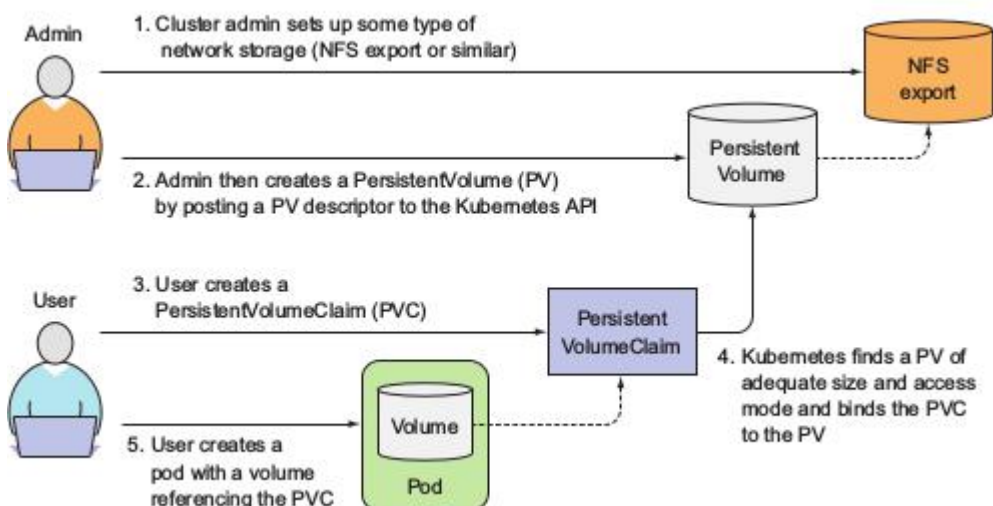 Admin
1. Cluster admin sets up some type of
network storage (NFS export or similar)
NFS
export
Persistent
Volume
2. Admin then creates a PersistentVolume (PV)
by posting a PV descriptor to the Kubernetes API
User
3. User creates a
PersistentVolumeClaim (PVC)
Persistent
VolumeClaim
4. Kubernetes finds a PV of
adequate size and access
mode and binds the PVC
to the PV
Volume
Pod
5. User creates a
pod with a volume
referencing the PVC